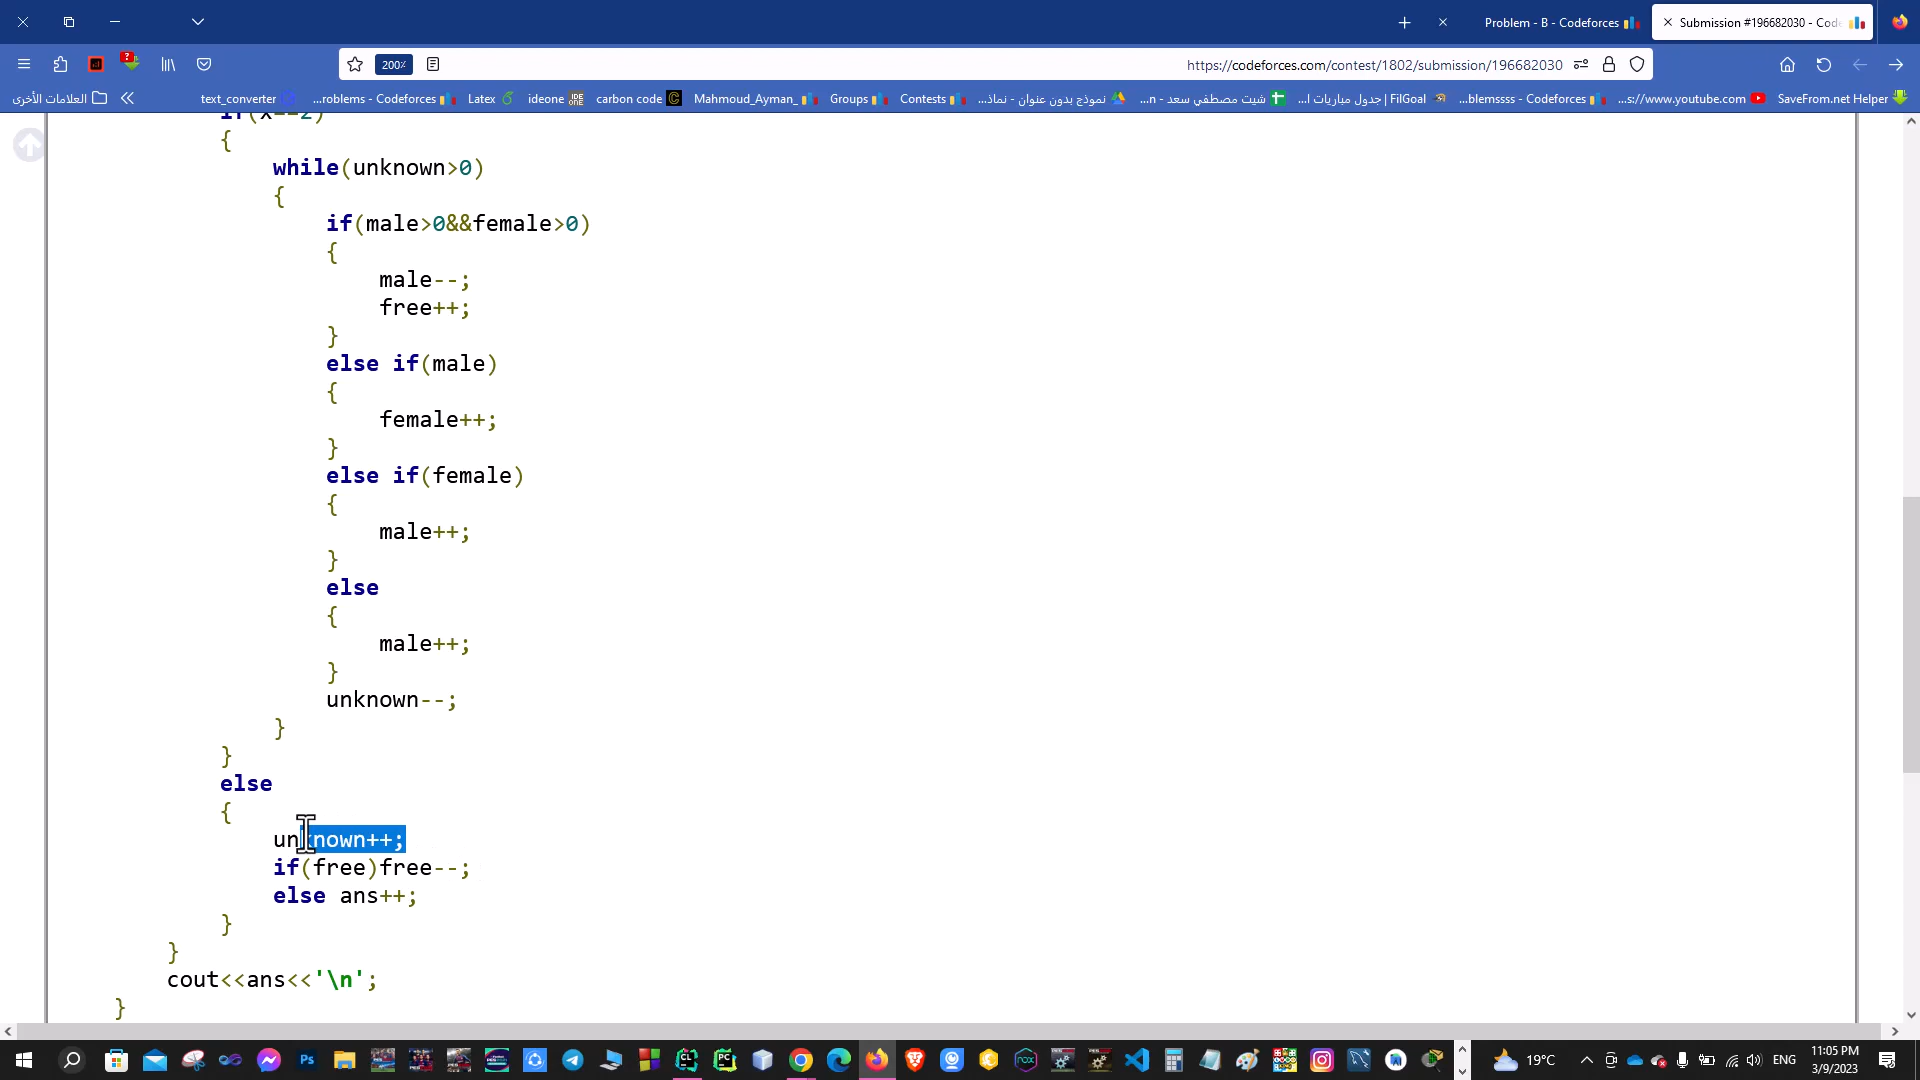 Problem - B - Codeforces
Submission #196682030 - Code
200%
https://codeforces.com/contest/1802/submission/196682030
العلامات الأخرى
text_converter
...roblems - Codeforces
Latex
ideone
carbon code
Mahmoud_Ayman_
Groups
Contests
نموذج بدون عنوان - نماذ...
شيت مصطفي سعد - n...
جدول مباريات ا... | FilGoal
...blemssss - Codeforces
...s://www.youtube.com
SaveFrom.net Helper
if(x==2)
{
while(unknown>0)
{
if(male>0&&female>0)
{
male--;
free++;
}
else if(male)
{
female++;
}
else if(female)
{
male++;
}
else
{
male++;
}
unknown--;
}
}
else
{
unknown++;
if(free)free--;
else ans++;
}
}
cout<<ans<<'\n';
}
19°C
ENG
11:05 PM
3/9/2023